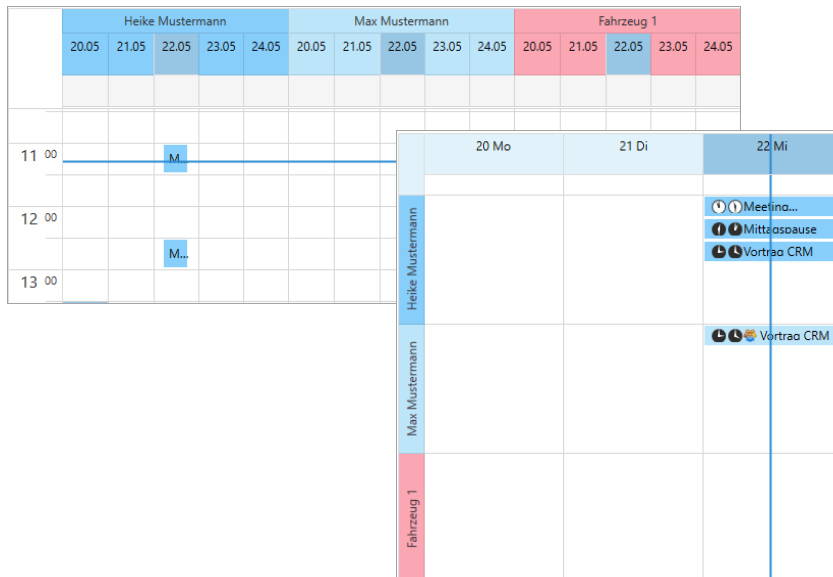 Heike Mustermann Max Mustermann Fahrzeug 1
20.05 21.05 22.05 23.05 24.05 20.05 21.05 22.05 23.05 24.05 20.05 21.05 22.05 23.05 24.05
11 00
M...
12 00
M...
13 00
20 Mo 21 Di 22 Mi
Heike Mustermann
Meeting...
Mittagspause
Vortrag CRM
Max Mustermann
Vortrag CRM
Fahrzeug 1